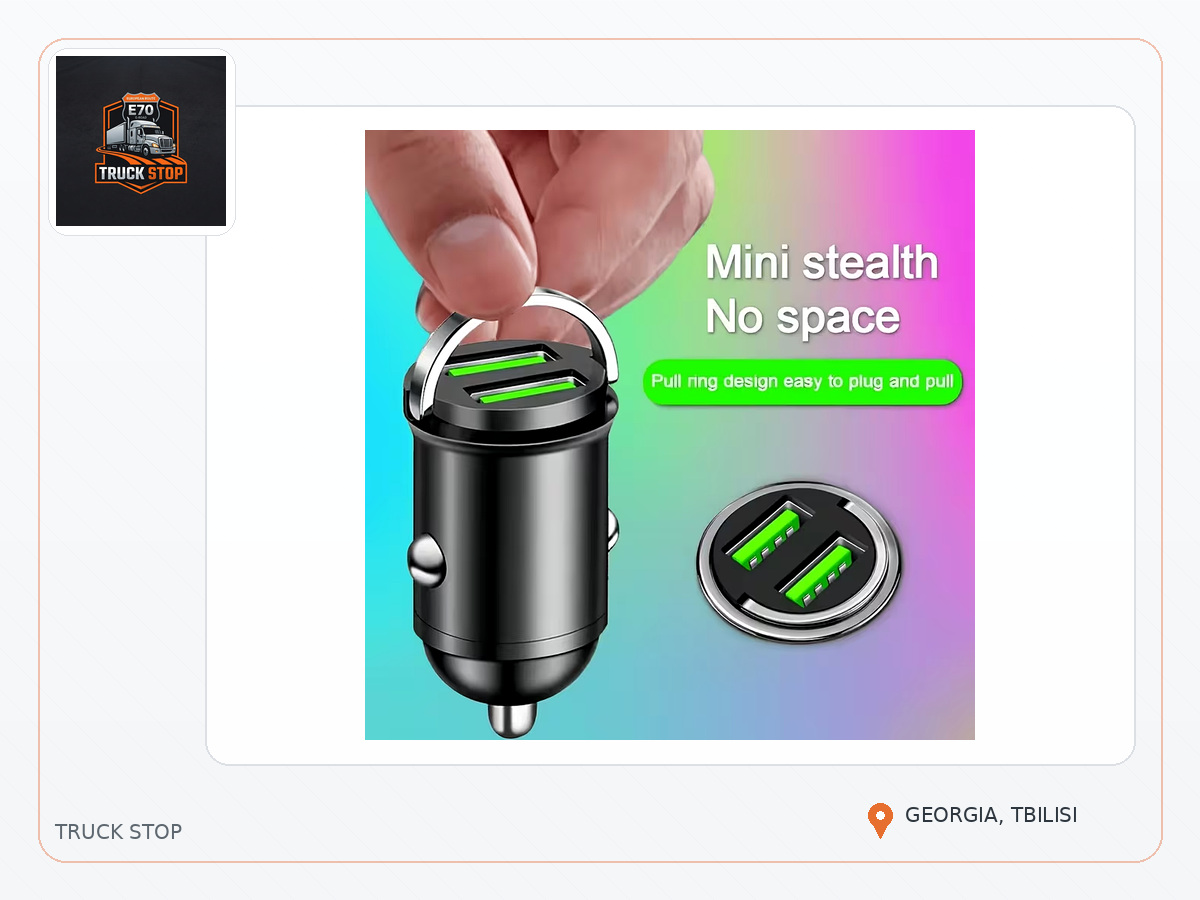 E70
TRUCK STOP
Mini stealth
No space
Pull ring design easy to plug and pull
GEORGIA, TBILISI
TRUCK STOP